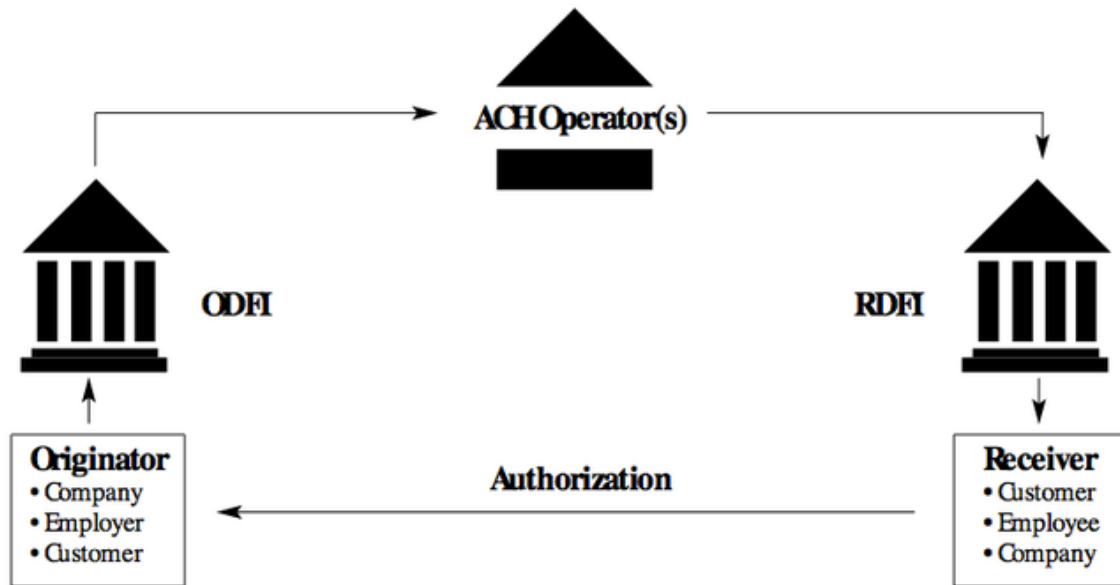 ACH Operator(s)
ODFI
RDFI
Originator
• Company
• Employer
• Customer
Authorization
Receiver
• Customer
• Employee
• Company